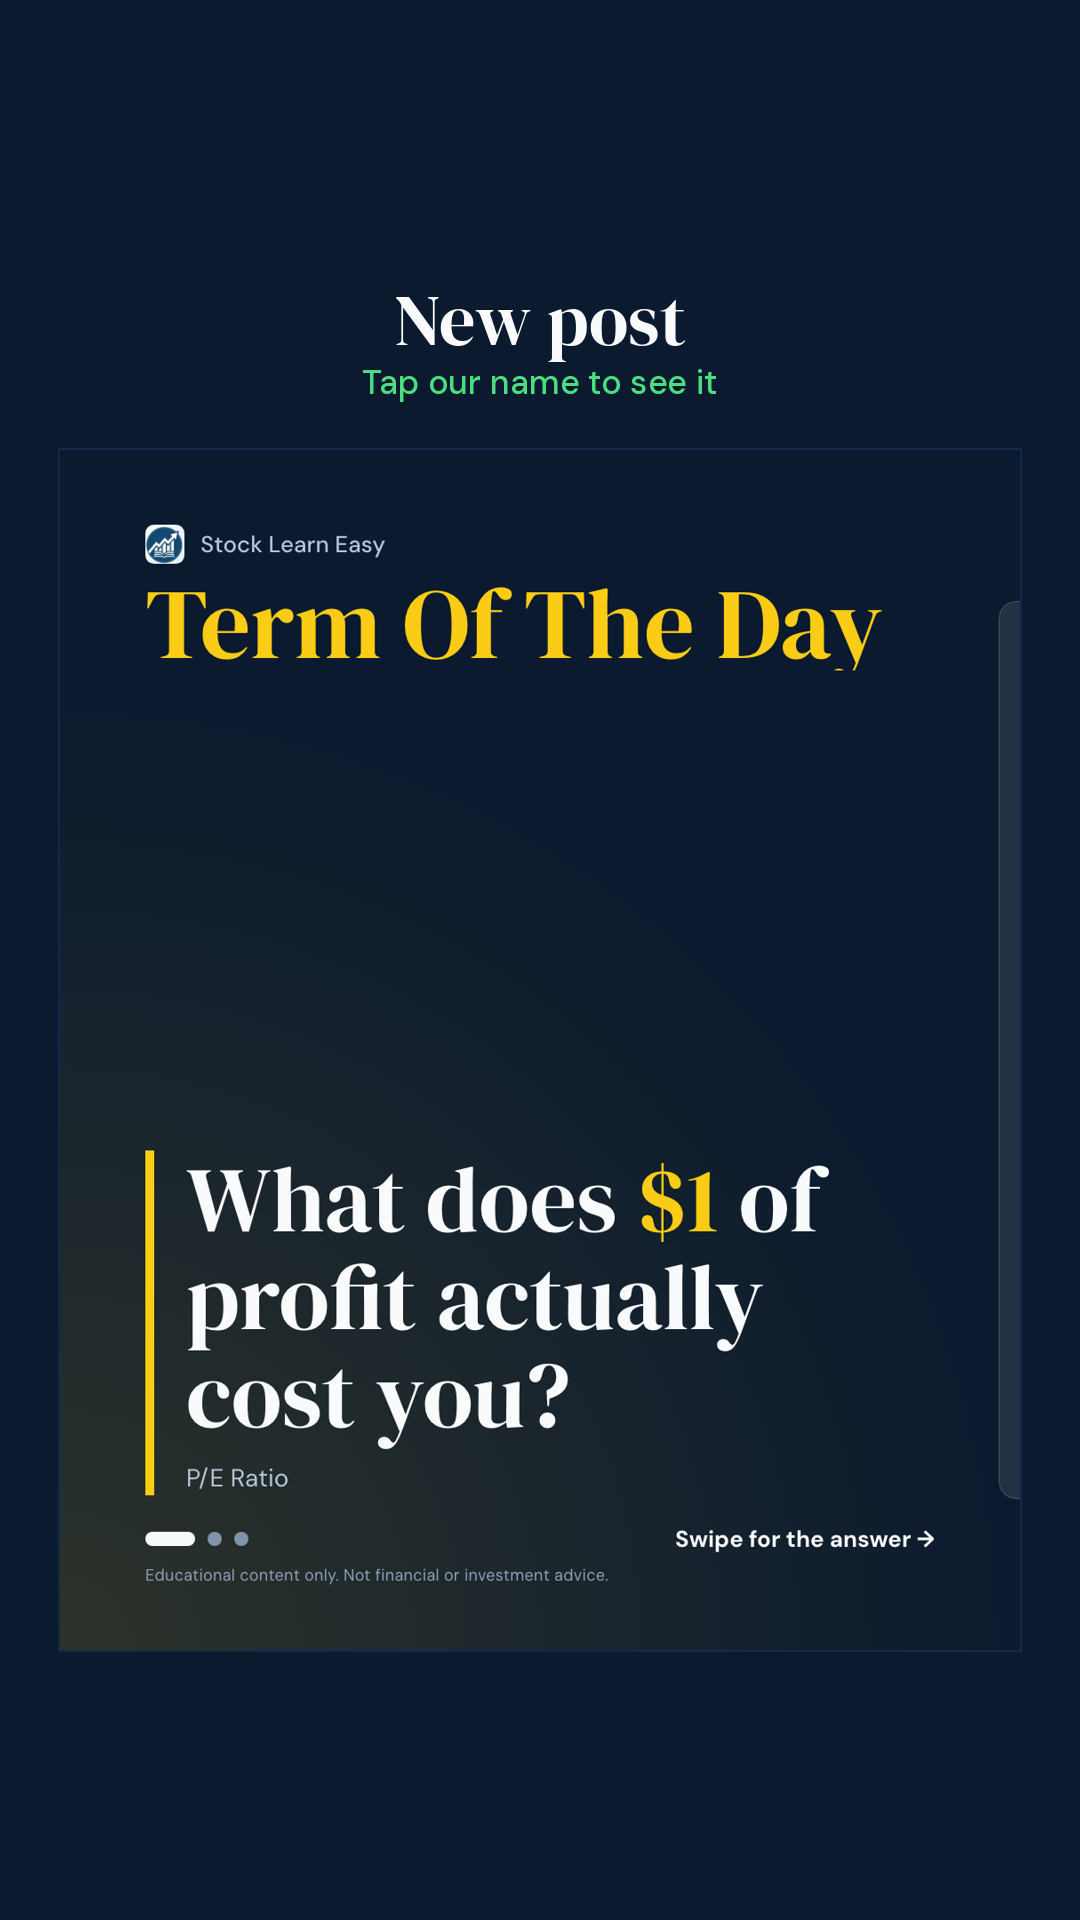 New post
Tap our name to see it
Stock Learn Easy
Term Of The Day
What does $1 of
profit actually
cost you?
P/E Ratio
Swipe for the answer →
Educational content only. Not financial or investment advice.